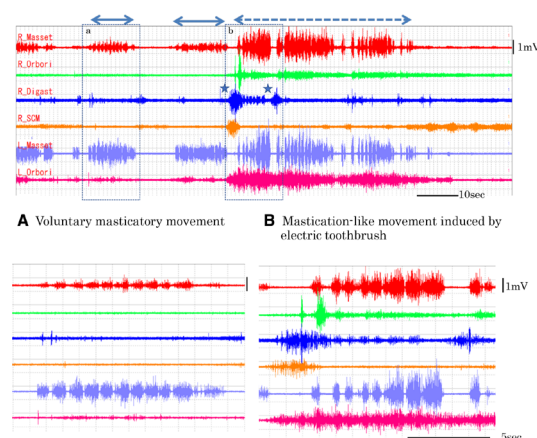 a
b
R_Masset
1mV
R_Orbori
R_Digast
R_SCM
L_Masset
L_Orbori
10sec
A Voluntary masticatory movement
B Mastication-like movement induced by
electric toothbrush
1mV
5sec